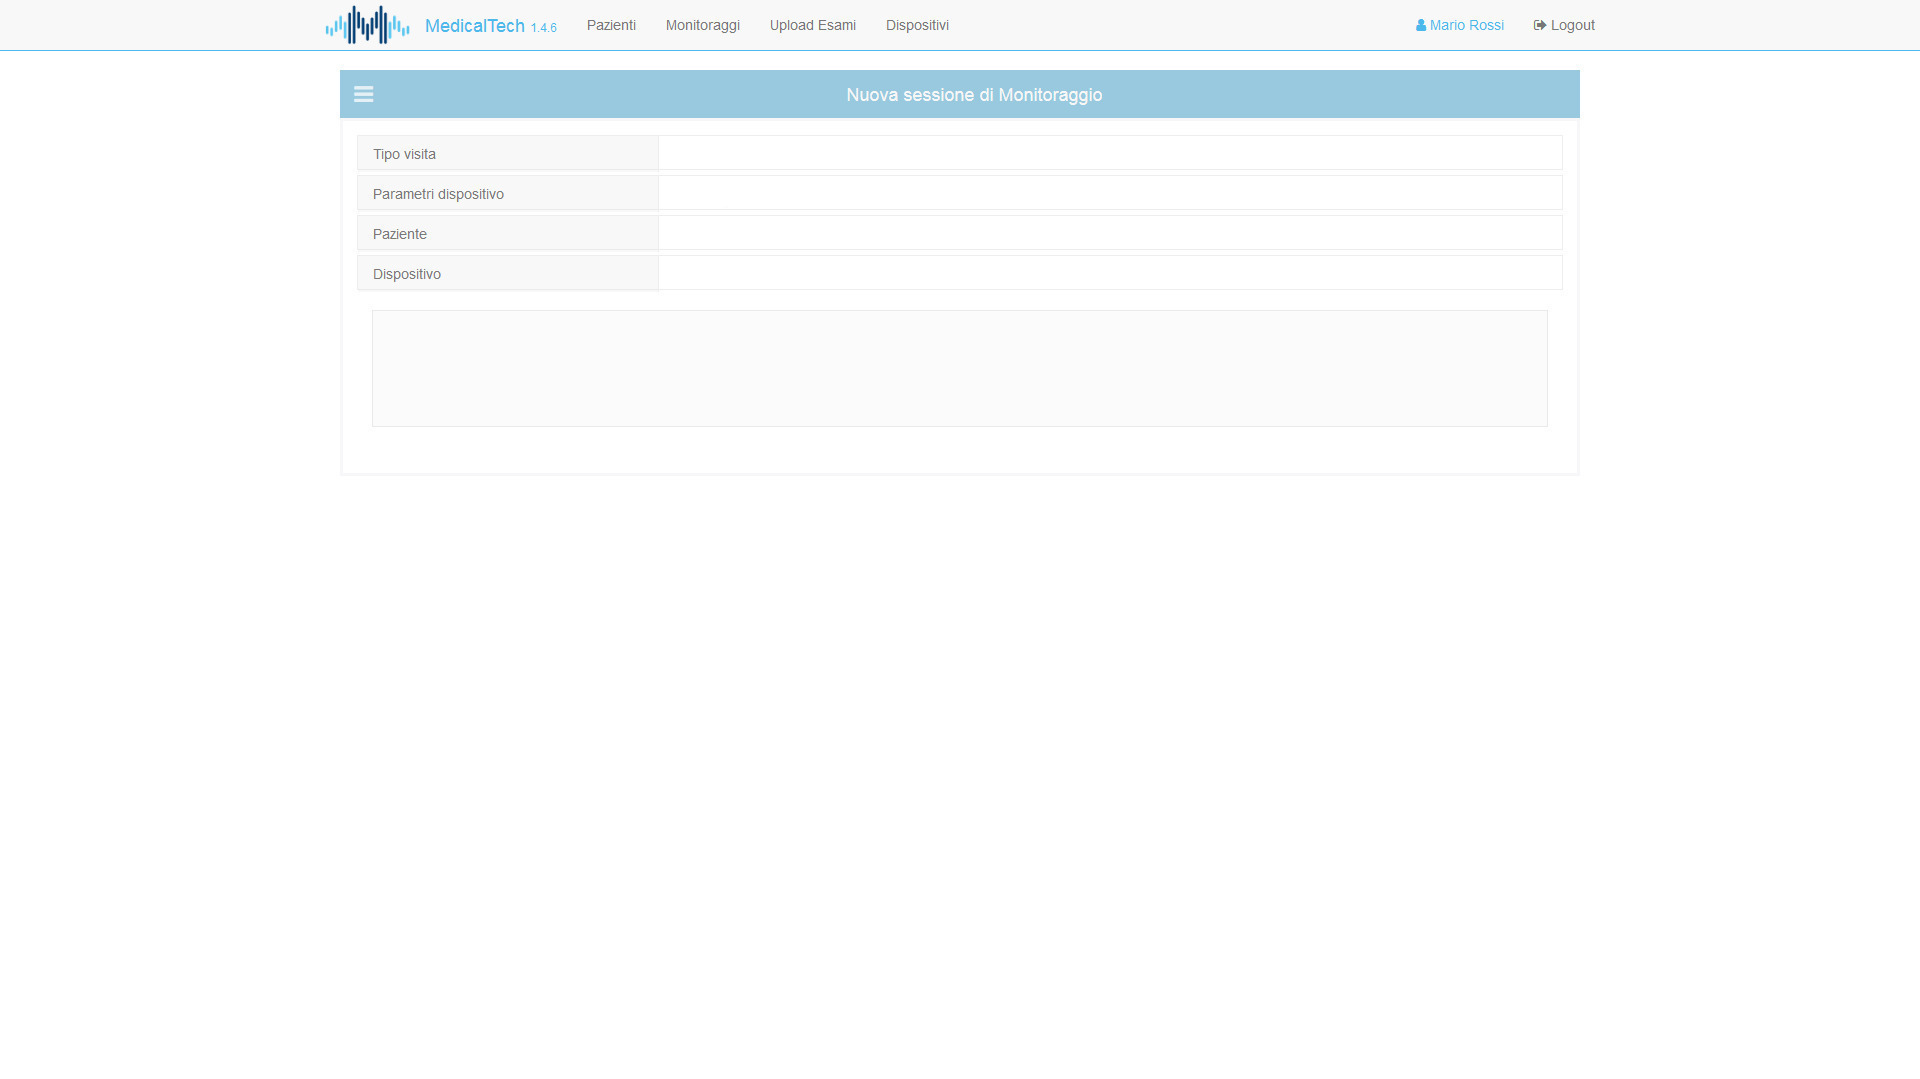 MedicalTech 1.4.6 Pazienti Monitoraggi Upload Esami Dispositivi Mario Rossi Logout
Nuova sessione di Monitoraggio
Tipo visita
Parametri dispositivo
Paziente
Dispositivo